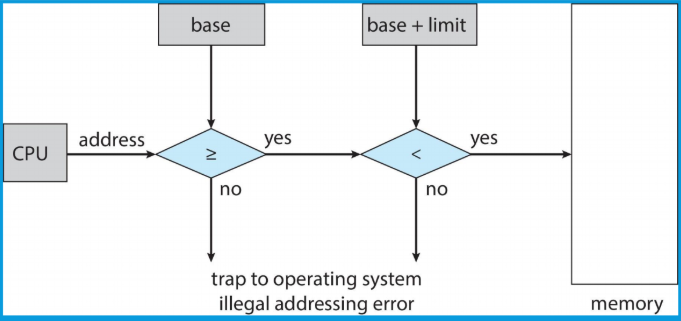 base
base + limit
CPU
address
≥
yes
<
yes
no
no
trap to operating system
illegal addressing error
memory